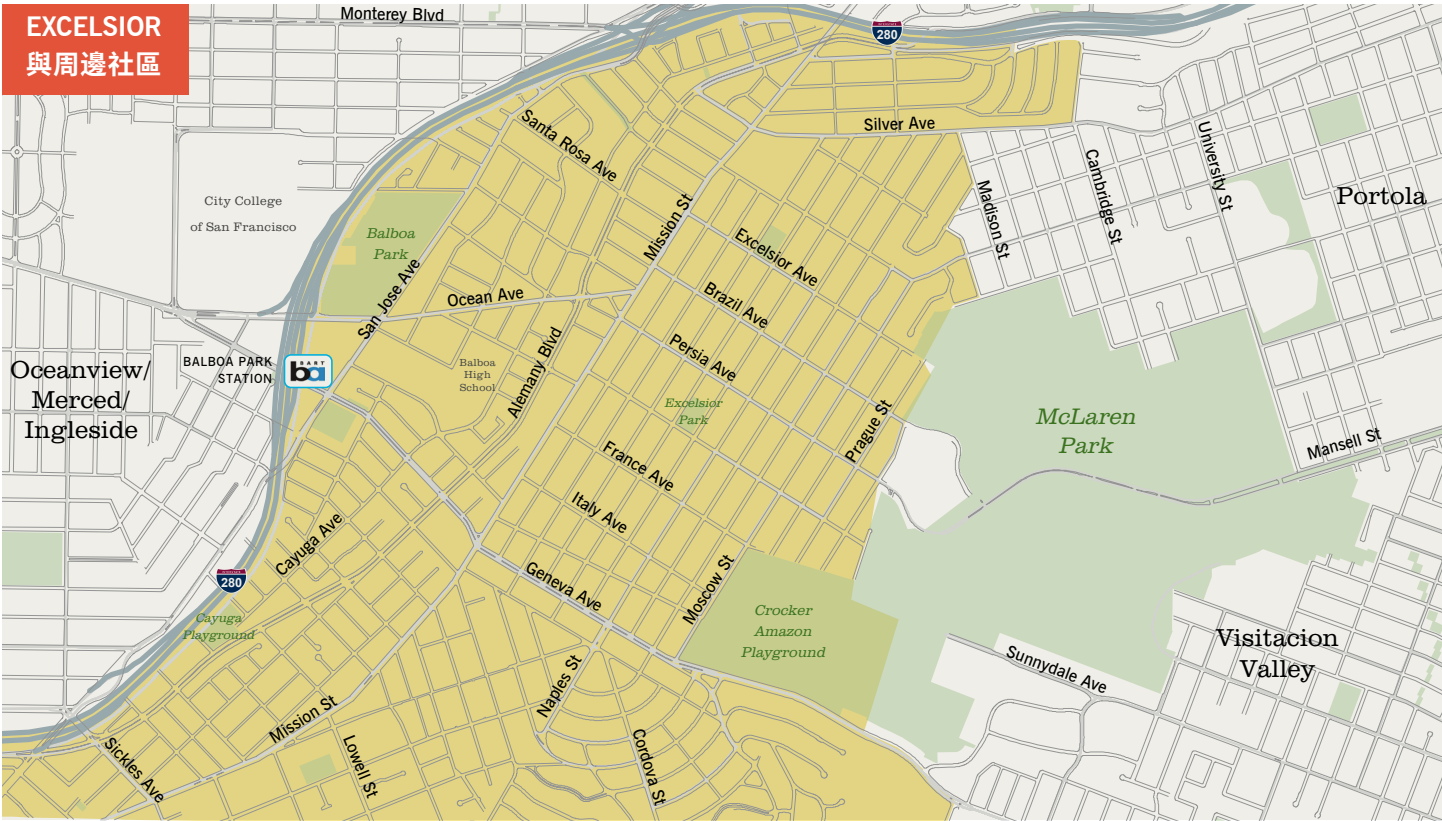 EXCELSIOR
與周邊社區
Monterey Blvd
280
Santa Rosa Ave
Silver Ave
University St
Cambridge St
Madison St
Portola
City College
of San Francisco
Balboa
Park
Mission St
Excelsior Ave
San Jose Ave
Ocean Ave
Brazil Ave
Persia Ave
Alemany Blvd
BALBOA PARK
STATION
BART
ba
Balboa
High
School
Oceanview/
Merced/
Ingleside
Excelsior
Park
Prague St
McLaren
Park
Mansell St
France Ave
Italy Ave
Cayuga Ave
280
Geneva Ave
Moscow St
Crocker
Amazon
Playground
Cayuga
Playground
Visitacion
Valley
Sunnydale Ave
Naples St
Mission St
Sickles Ave
Lowell St
Cordova St